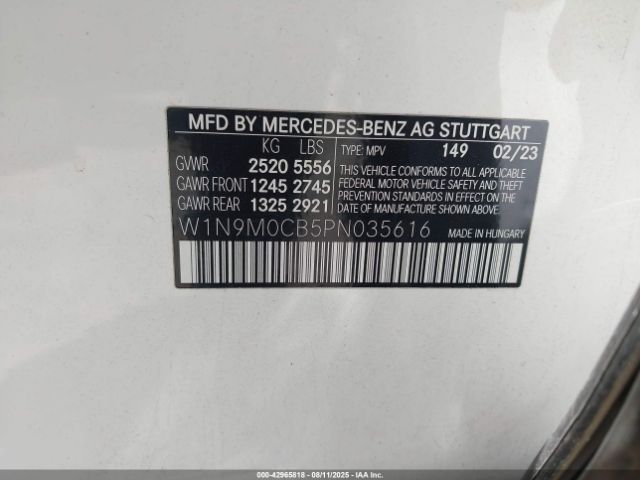 MFD BY MERCEDES-BENZ AG STUTTGART
KG LBS TYPE: MPV 149 02/23
GVWR 2520 5556
GAWR FRONT 1245 2745
GAWR REAR 1325 2921
THIS VEHICLE CONFORMS TO ALL APPLICABLE
FEDERAL MOTOR VEHICLE SAFETY AND THEFT
PREVENTION STANDARDS IN EFFECT ON THE
DATE OF MANUFACTURE SHOWN ABOVE.
W1N9M0CB5PN035616
MADE IN HUNGARY
000-42965818 - 08/11/2025 - IAA Inc.